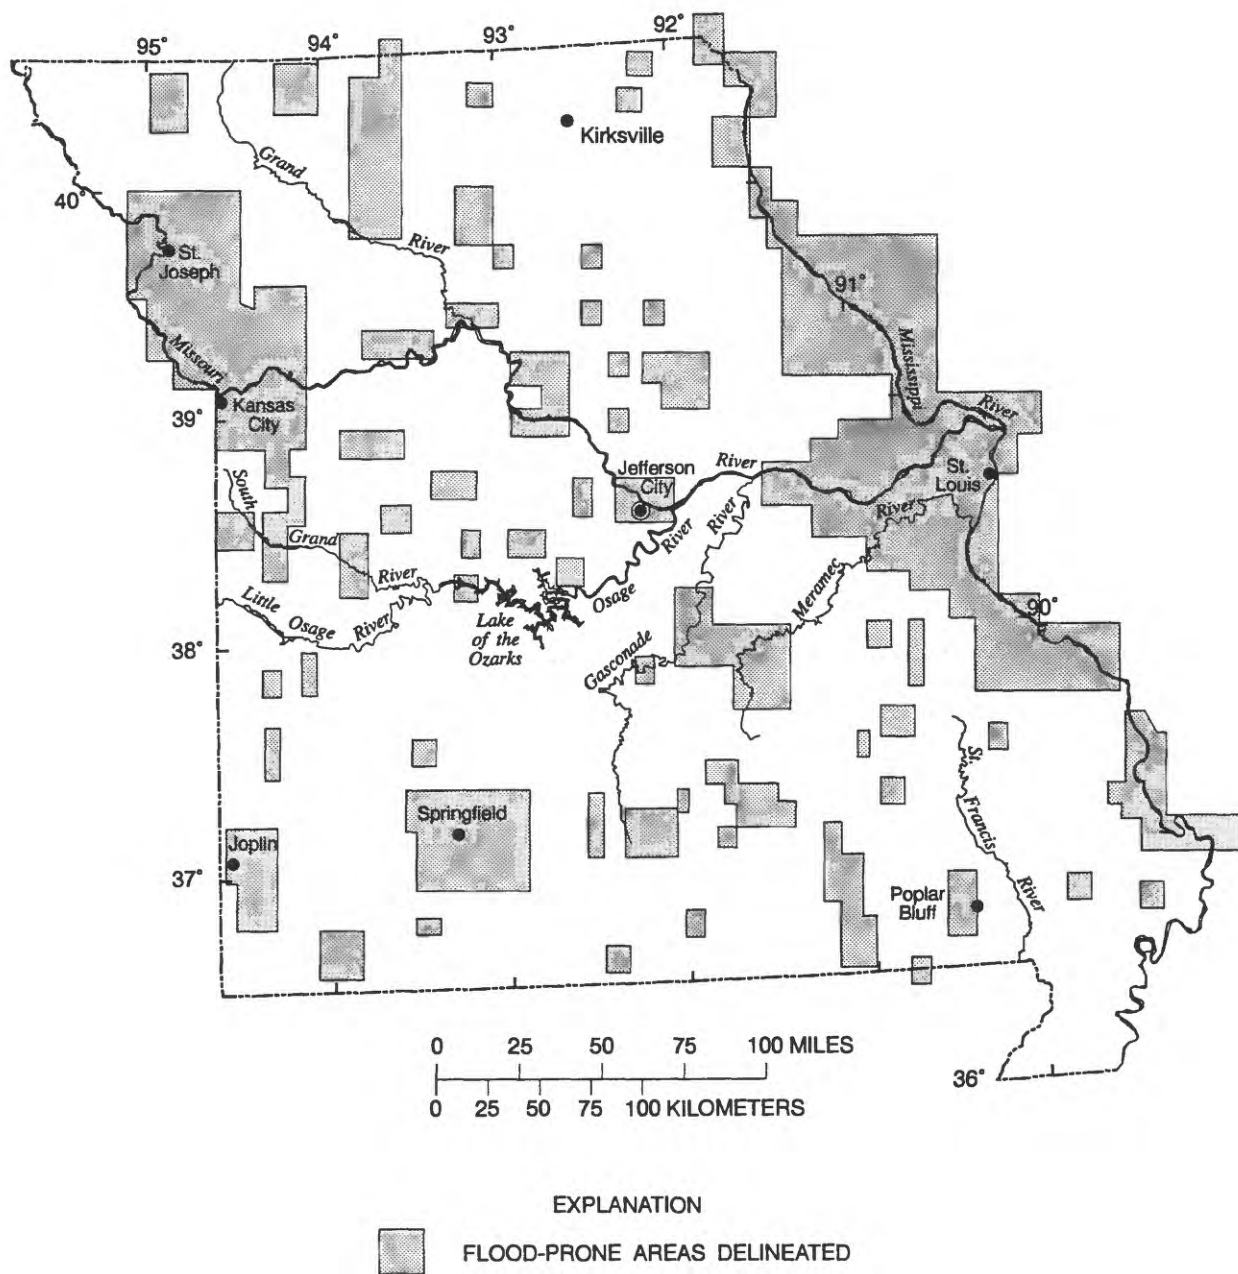 95°
94°
93°
92°
Kirksville
Grand
River
40°
St.
Joseph
91°
Missouri
Mississippi
River
Kansas
City
39°
Jefferson
City
River
St.
Louis
South
Grand
River
River
River
River
Meramec
Little
Osage
River
Lake
of the
Ozarks
Osage
90°
38°
Gasconade
St.
Francis
River
Springfield
Joplin
37°
Poplar
Bluff
0 25 50 75 100 MILES
0 25 50 75 100 KILOMETERS
36°
EXPLANATION
FLOOD-PRONE AREAS DELINEATED